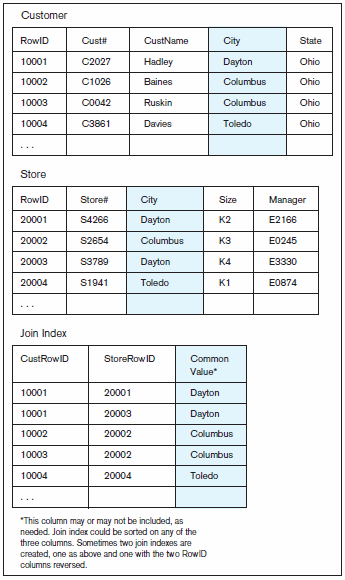 Customer
RowID Cust# CustName City State
10001 C2027 Hadley Dayton Ohio
10002 C1026 Baines Columbus Ohio
10003 C0042 Ruskin Columbus Ohio
10004 C3861 Davies Toledo Ohio
. . .
Store
RowID Store# City Size Manager
20001 S4266 Dayton K2 E2166
20002 S2654 Columbus K3 E0245
20003 S3789 Dayton K4 E3330
20004 S1941 Toledo K1 E0874
. . .
Join Index
CustRowID StoreRowID Common
Value*
10001 20001 Dayton
10001 20003 Dayton
10002 20002 Columbus
10003 20002 Columbus
10004 20004 Toledo
. . .
*This column may or may not be included, as
needed. Join index could be sorted on any of the
three columns. Sometimes two join indexes are
created, one as above and one with the two RowID
columns reversed.